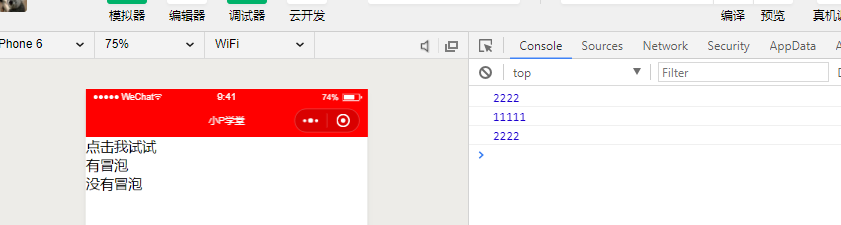 模拟器 编辑器 调试器 云开发 编译 预览 真机
Phone 6 75% WiFi
Console Sources Network Security AppData
top Filter
WeChat 9:41 74%
小P学堂
点击我试试
有冒泡
没有冒泡
2222
11111
2222